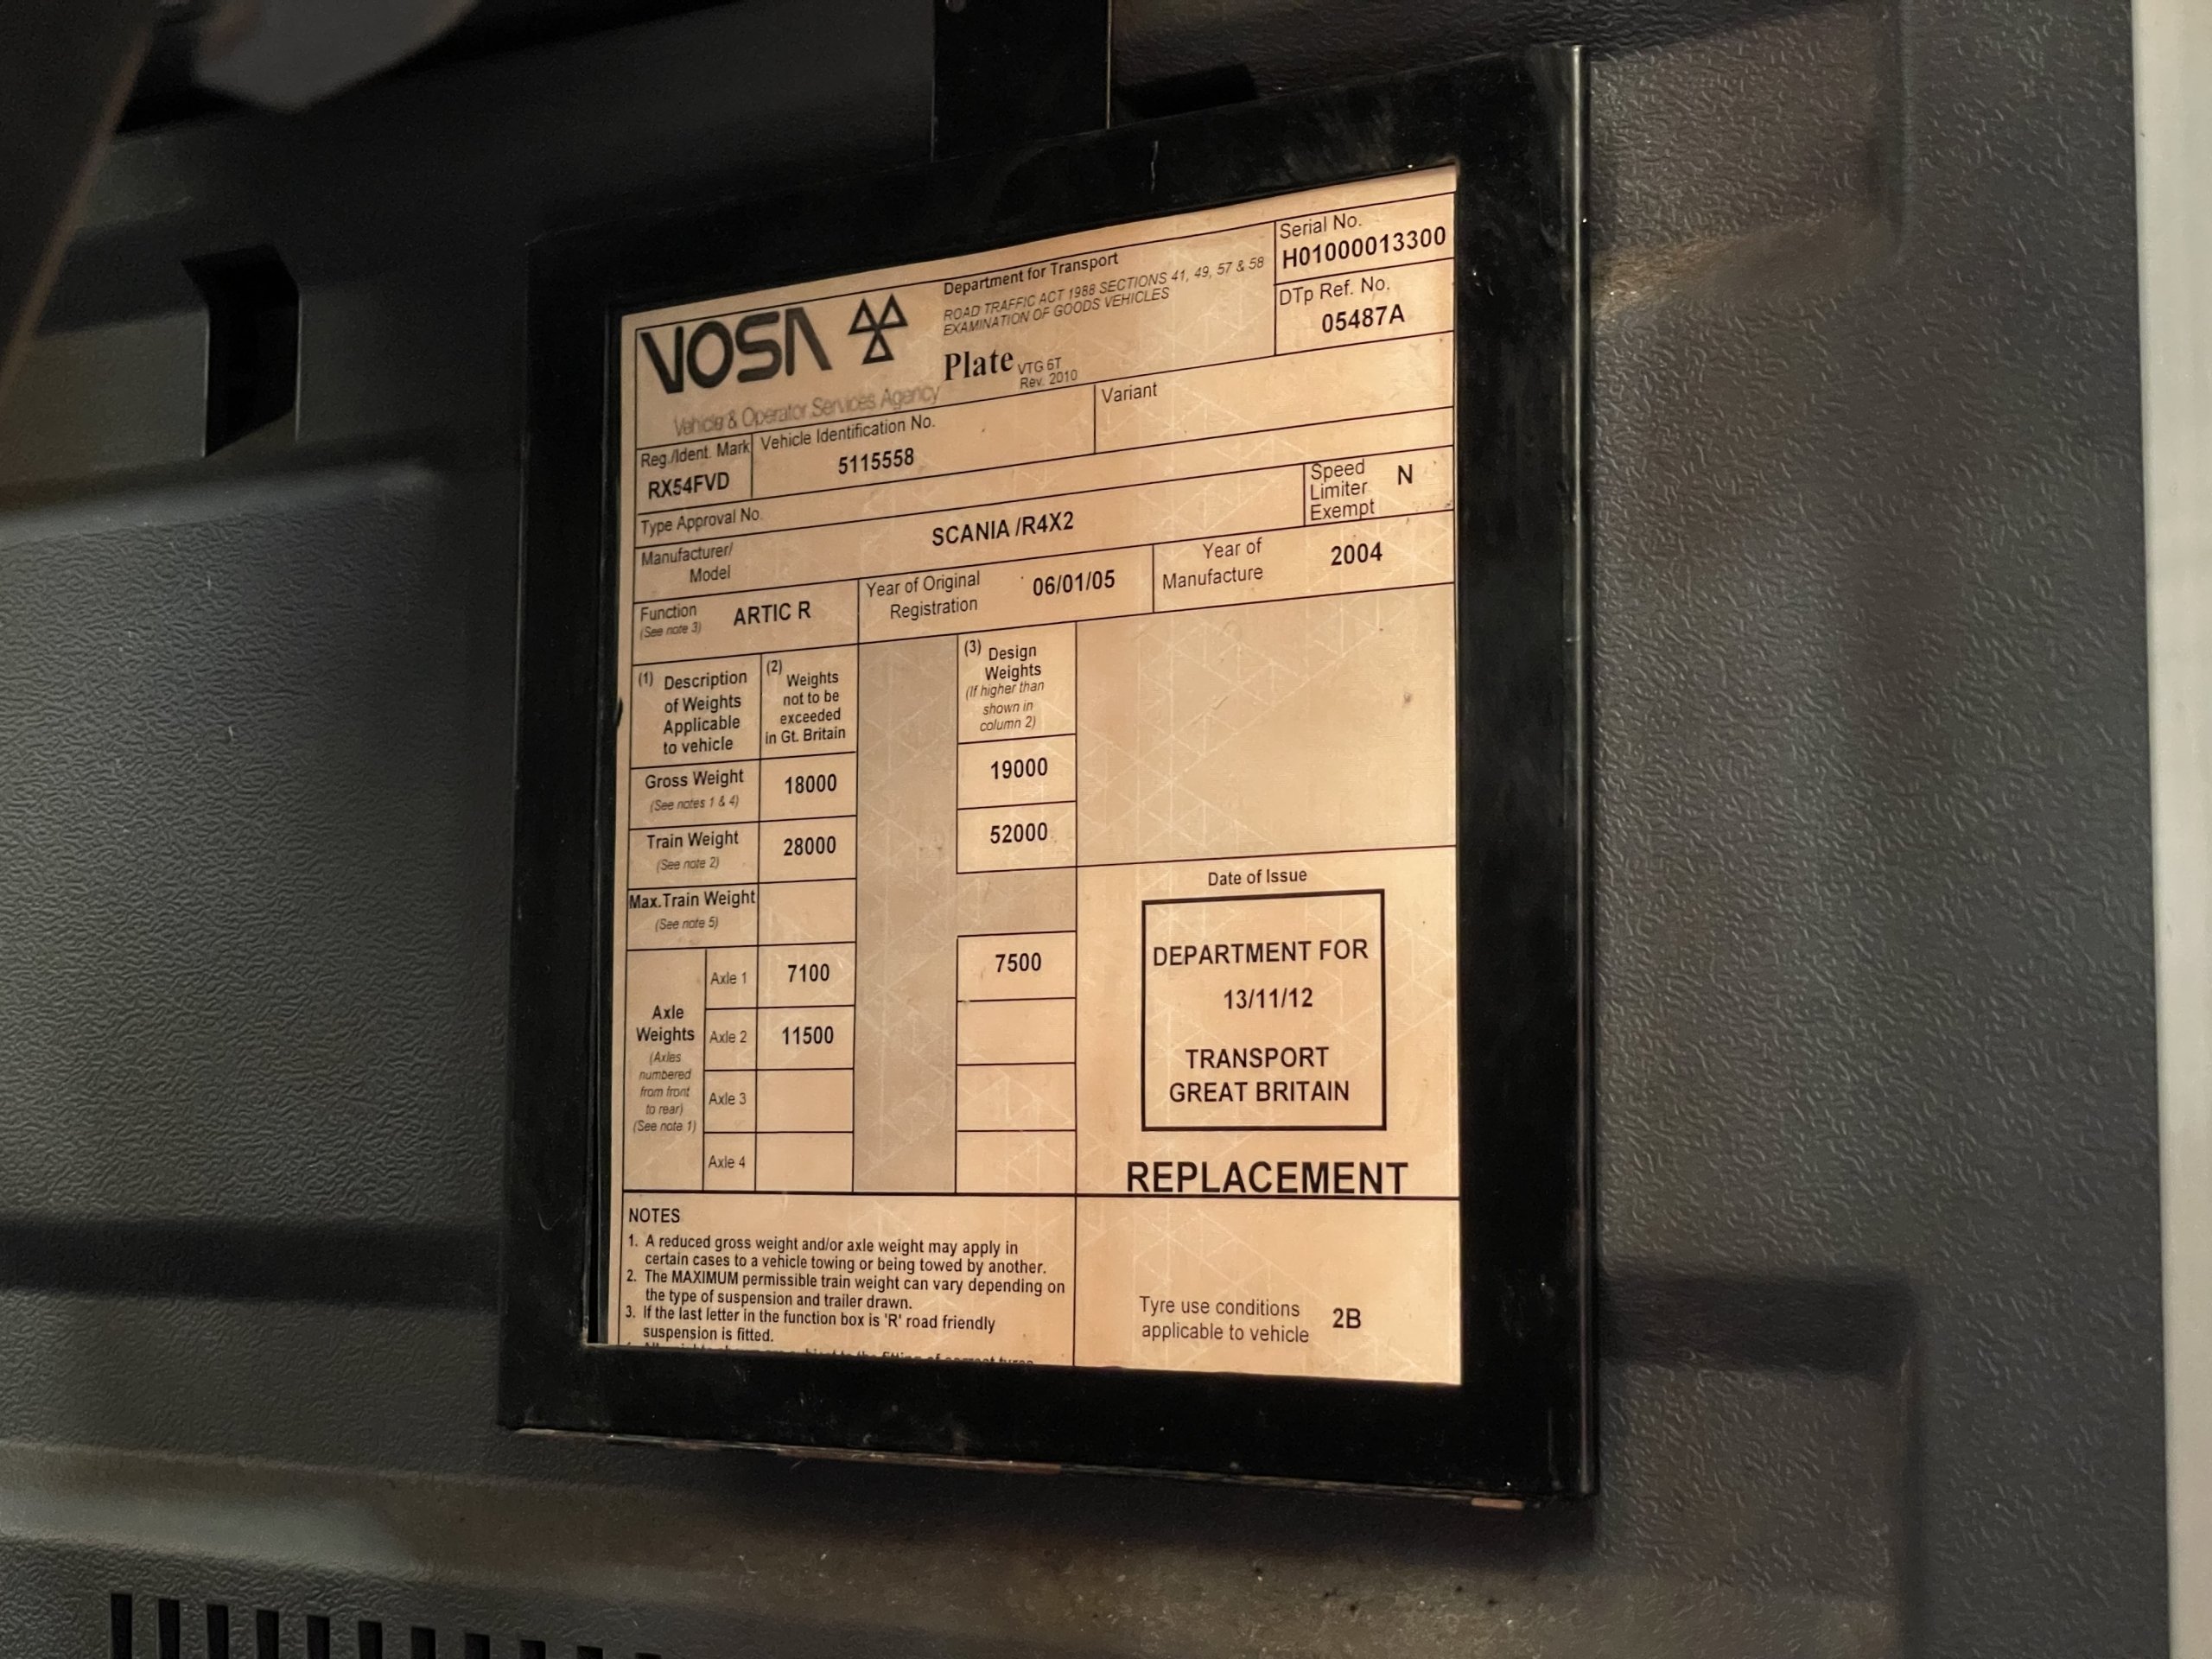 VOSA
Vehicle & Operator Services Agency
Department for Transport
ROAD TRAFFIC ACT 1988 SECTIONS 41, 49, 57 & 58
EXAMINATION OF GOODS VEHICLES
Plate VTG 6T
Rev. 2010
Serial No.
H01000013300
DTp Ref. No.
05487A
Reg./Ident. Mark
RX54FVD
Vehicle Identification No.
5115558
Variant
Type Approval No.
Speed
Limiter
Exempt
N
Manufacturer/
Model
SCANIA /R4X2
Function
(See note 3)
ARTIC R
Year of Original
Registration
06/01/05
Year of
Manufacture
2004
(1) Description
of Weights
Applicable
to vehicle
(2) Weights
not to be
exceeded
in Gt. Britain
(3) Design
Weights
(If higher than
shown in
column 2)
Gross Weight
(See notes 1 & 4)
18000
19000
Train Weight
(See note 2)
28000
52000
Max.Train Weight
(See note 5)
Axle
Weights
(Axles
numbered
from front
to rear)
(See note 1)
Axle 1
7100
7500
Axle 2
11500
Axle 3
Axle 4
Date of Issue
DEPARTMENT FOR
13/11/12
TRANSPORT
GREAT BRITAIN
REPLACEMENT
NOTES
1. A reduced gross weight and/or axle weight may apply in
certain cases to a vehicle towing or being towed by another.
2. The MAXIMUM permissible train weight can vary depending on
the type of suspension and trailer drawn.
3. If the last letter in the function box is 'R' road friendly
suspension is fitted.
Tyre use conditions
applicable to vehicle
2B